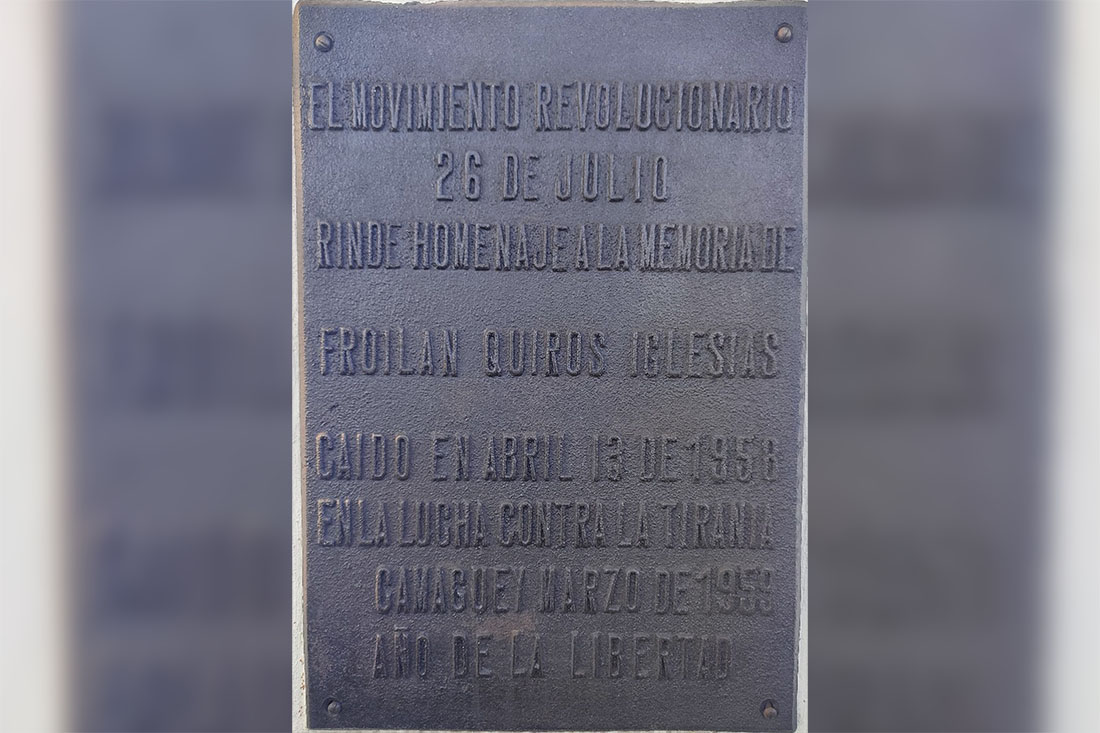 EL MOVIMIENTO REVOLUCIONARIO
26 DE JULIO
RINDE HOMENAJE A LA MEMORIA DE
FROILAN QUIROS IGLESIAS
CAIDO EN ABRIL 13 DE 1958
EN LA LUCHA CONTRA LA TIRANIA
CAMAGUEY MARZO DE 1959
AÑO DE LA LIBERTAD